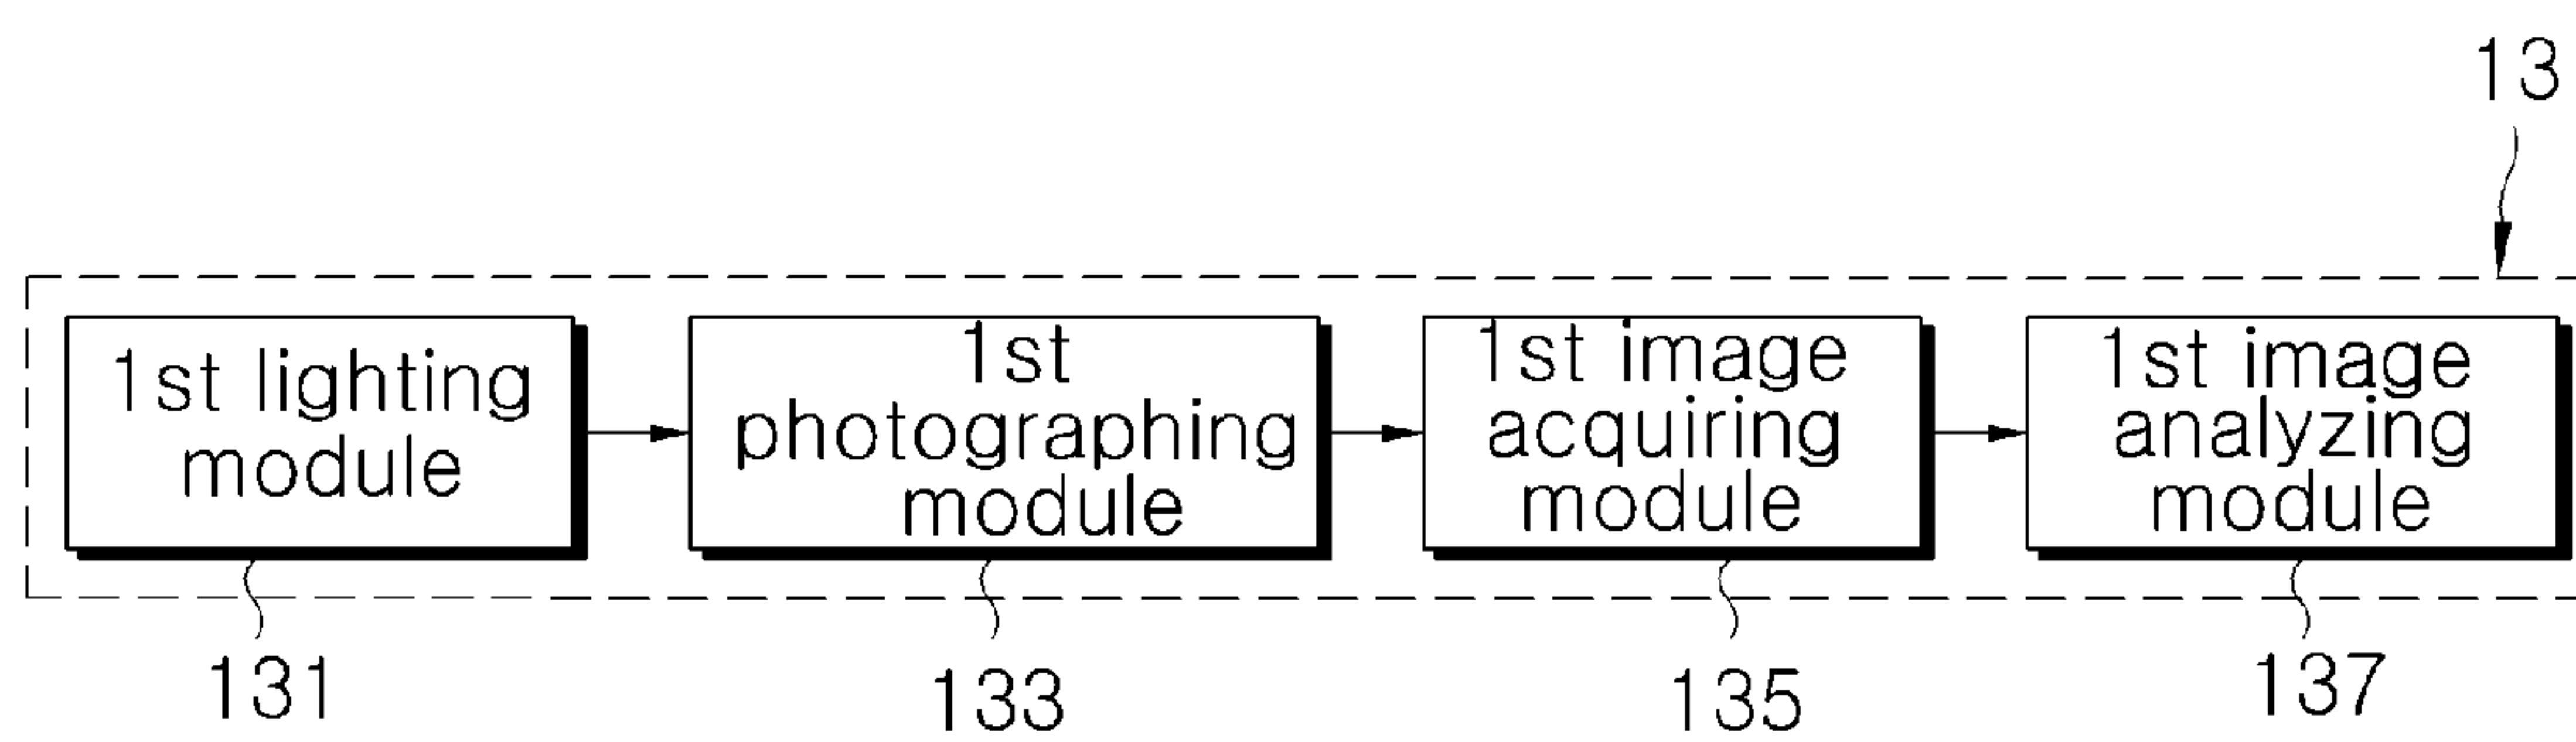 13
1st lighting
module
1st
photographing
module
1st image
acquiring
module
1st image
analyzing
module
131
133
135
137